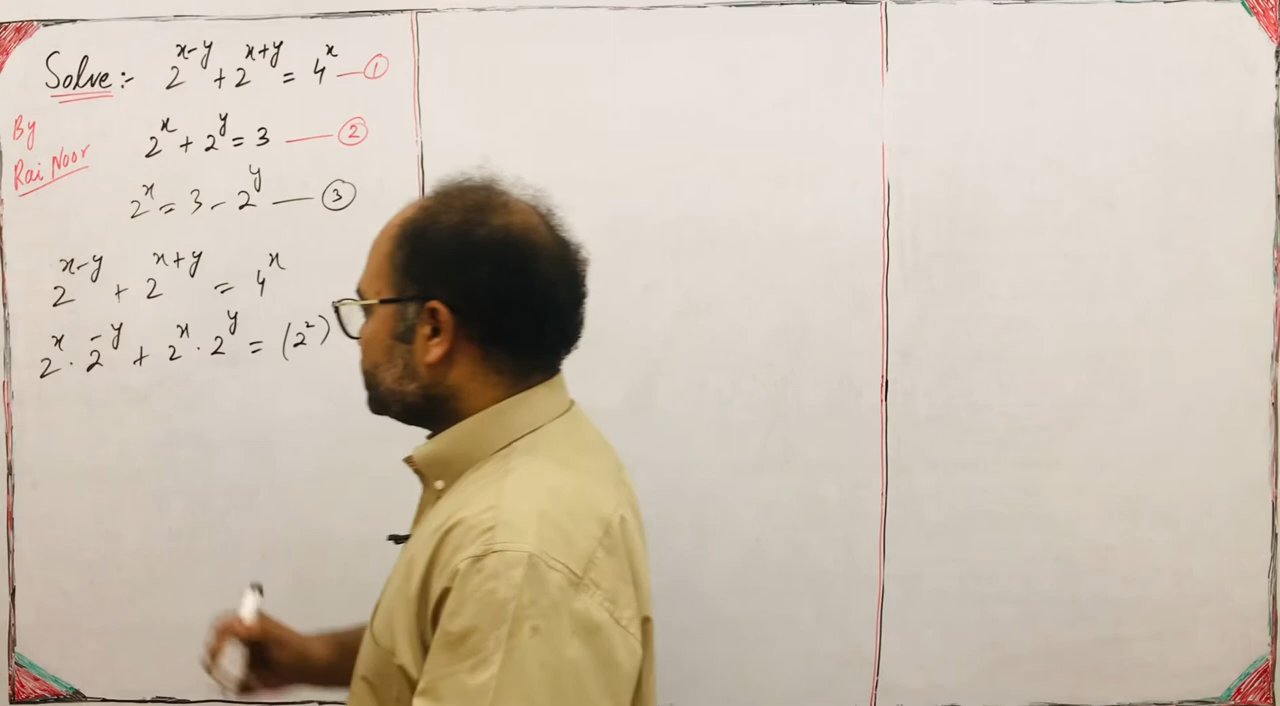 Solve:- 2^(x-y) + 2^(x+y) = 4^x — ①
By
Rai Noor
2^x + 2^y = 3 — ②
2^x = 3 - 2^y — ③
2^(x-y) + 2^(x+y) = 4^x
2^x · 2^-y + 2^x · 2^y = (2^2)